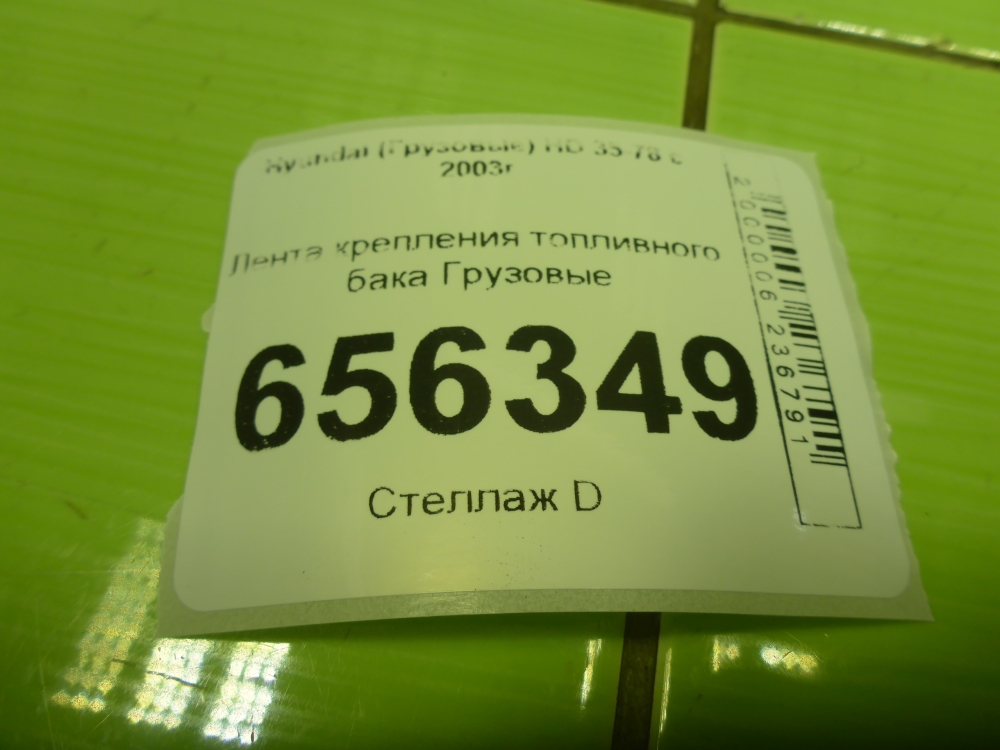 Hyundai (Грузовые) HD 35-78 с
2003г
Лента крепления топливного
бака Грузовые
656349
Стеллаж D
2000006236791